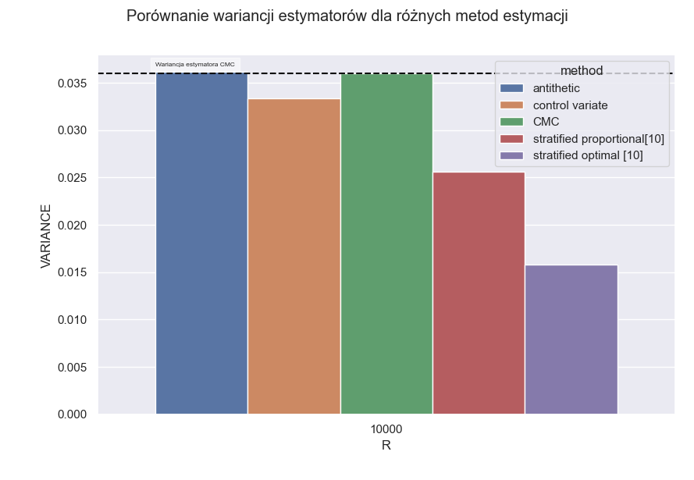 Porównanie wariancji estymatorów dla różnych metod estymacji
Wariancja estymatora CMC
method
antithetic
control variate
CMC
stratified proportional[10]
stratified optimal [10]
VARIANCE
0.035
0.030
0.025
0.020
0.015
0.010
0.005
0.000
10000
R